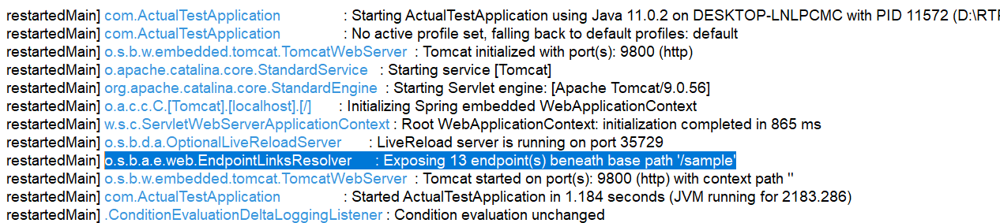 restartedMain] com.ActualTestApplication : Starting ActualTestApplication using Java 11.0.2 on DESKTOP-LNLPCMC with PID 11572 (D:\RTP
restartedMain] com.ActualTestApplication : No active profile set, falling back to default profiles: default
restartedMain] o.s.b.w.embedded.tomcat.TomcatWebServer : Tomcat initialized with port(s): 9800 (http)
restartedMain] o.apache.catalina.core.StandardService : Starting service [Tomcat]
restartedMain] org.apache.catalina.core.StandardEngine : Starting Servlet engine: [Apache Tomcat/9.0.56]
restartedMain] o.a.c.c.C.[Tomcat].[localhost].[/] : Initializing Spring embedded WebApplicationContext
restartedMain] w.s.c.ServletWebServerApplicationContext : Root WebApplicationContext: initialization completed in 865 ms
restartedMain] o.s.b.d.a.OptionalLiveReloadServer : LiveReload server is running on port 35729
restartedMain] o.s.b.a.e.web.EndpointLinksResolver : Exposing 13 endpoint(s) beneath base path '/sample'
restartedMain] o.s.b.w.embedded.tomcat.TomcatWebServer : Tomcat started on port(s): 9800 (http) with context path ''
restartedMain] com.ActualTestApplication : Started ActualTestApplication in 1.184 seconds (JVM running for 2183.286)
restartedMain] .ConditionEvaluationDeltaLoggingListener : Condition evaluation unchanged